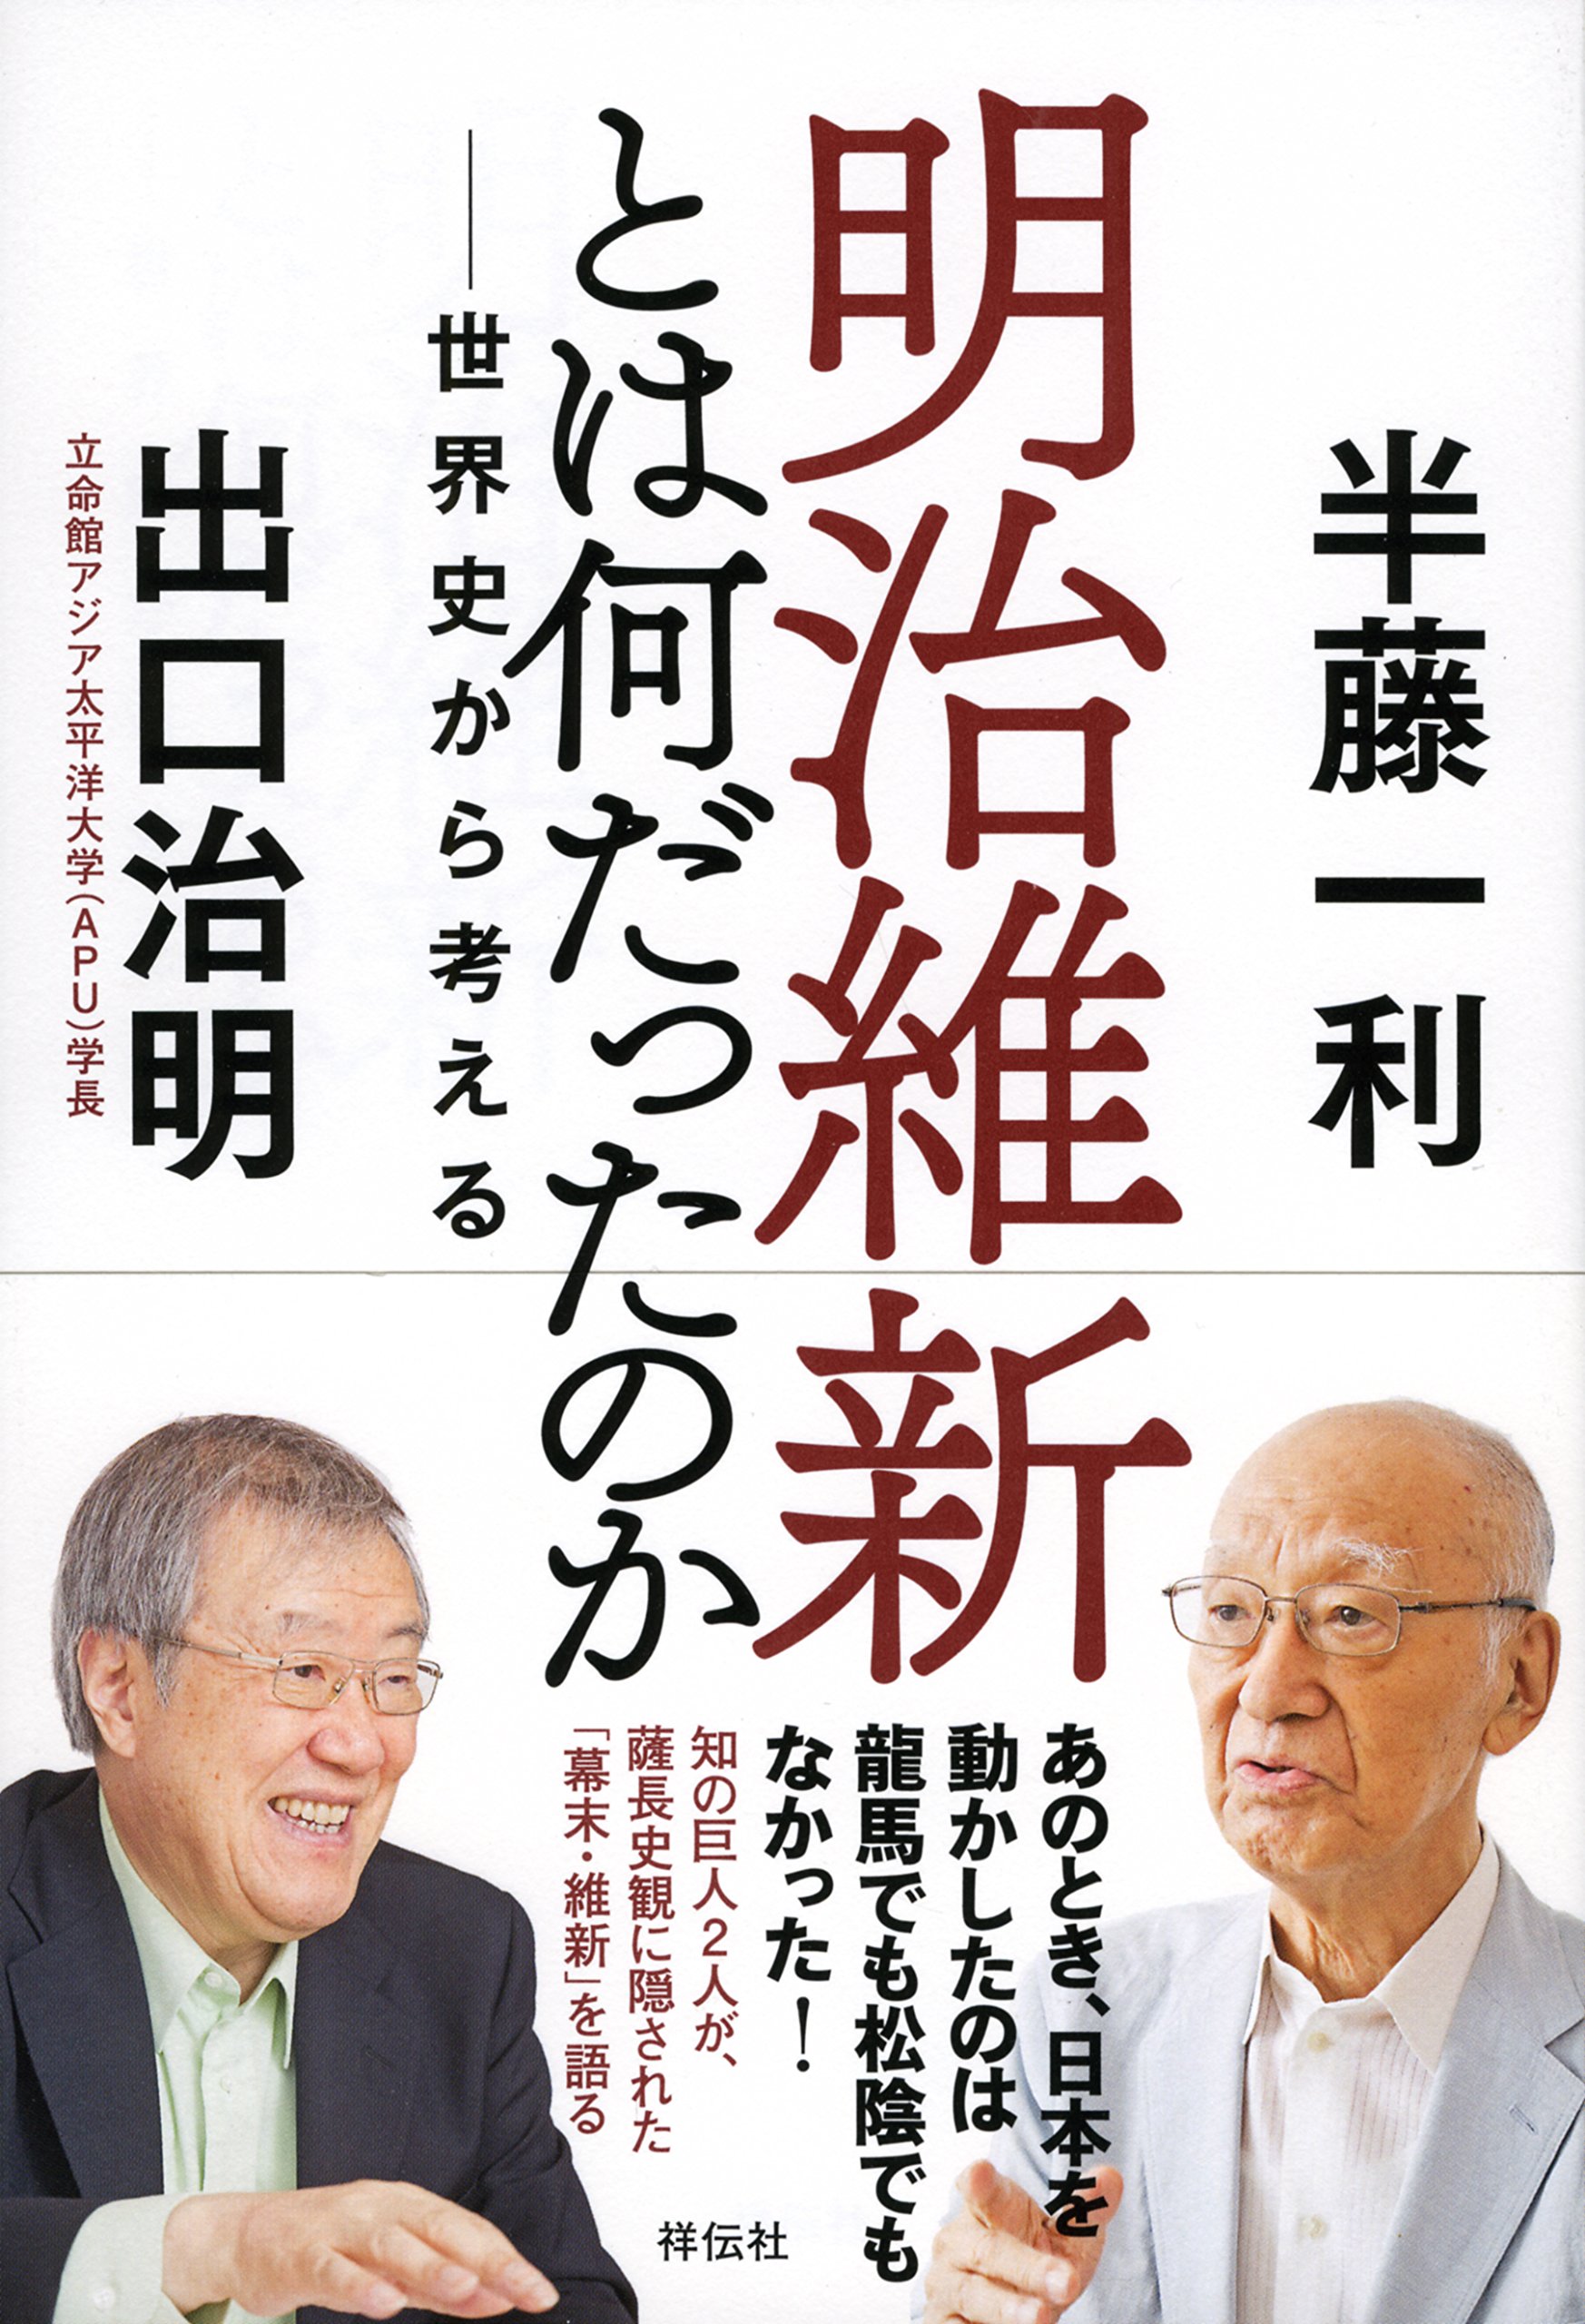 半藤一利
明治維新
とは何だったのか
——世界史から考える
出口治明
立命館アジア太平洋大学(APU)学長
あのとき、日本を
動かしたのは
龍馬でも松陰でも
なかった!
知の巨人2人が、
薩長史観に隠された
「幕末・維新」を語る
祥伝社